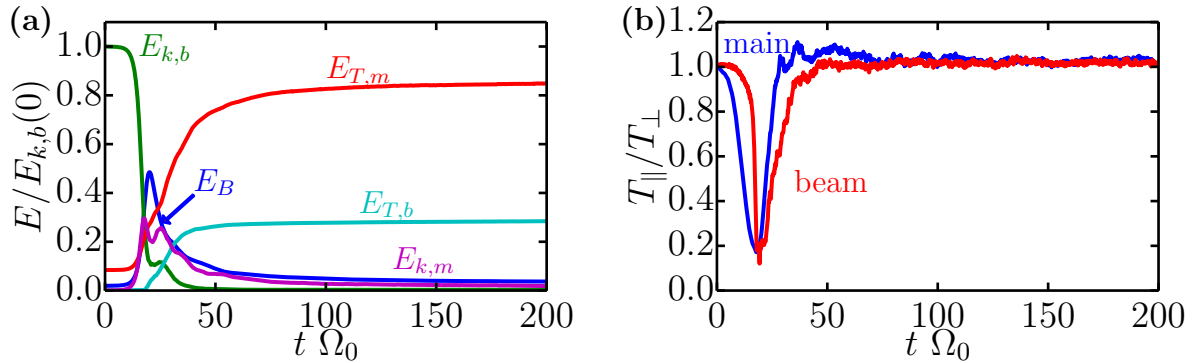 (a)
E/E_{k,b}(0)
1.0
0.8
0.6
0.4
0.2
0.0
E_{k,b}
E_{T,m}
E_B
E_{T,b}
E_{k,m}
0 50 100 150 200
t Ω_0
(b)
T_∥/T_⊥
1.2
1.0
0.8
0.6
0.4
0.2
0.0
main
beam
0 50 100 150 200
t Ω_0